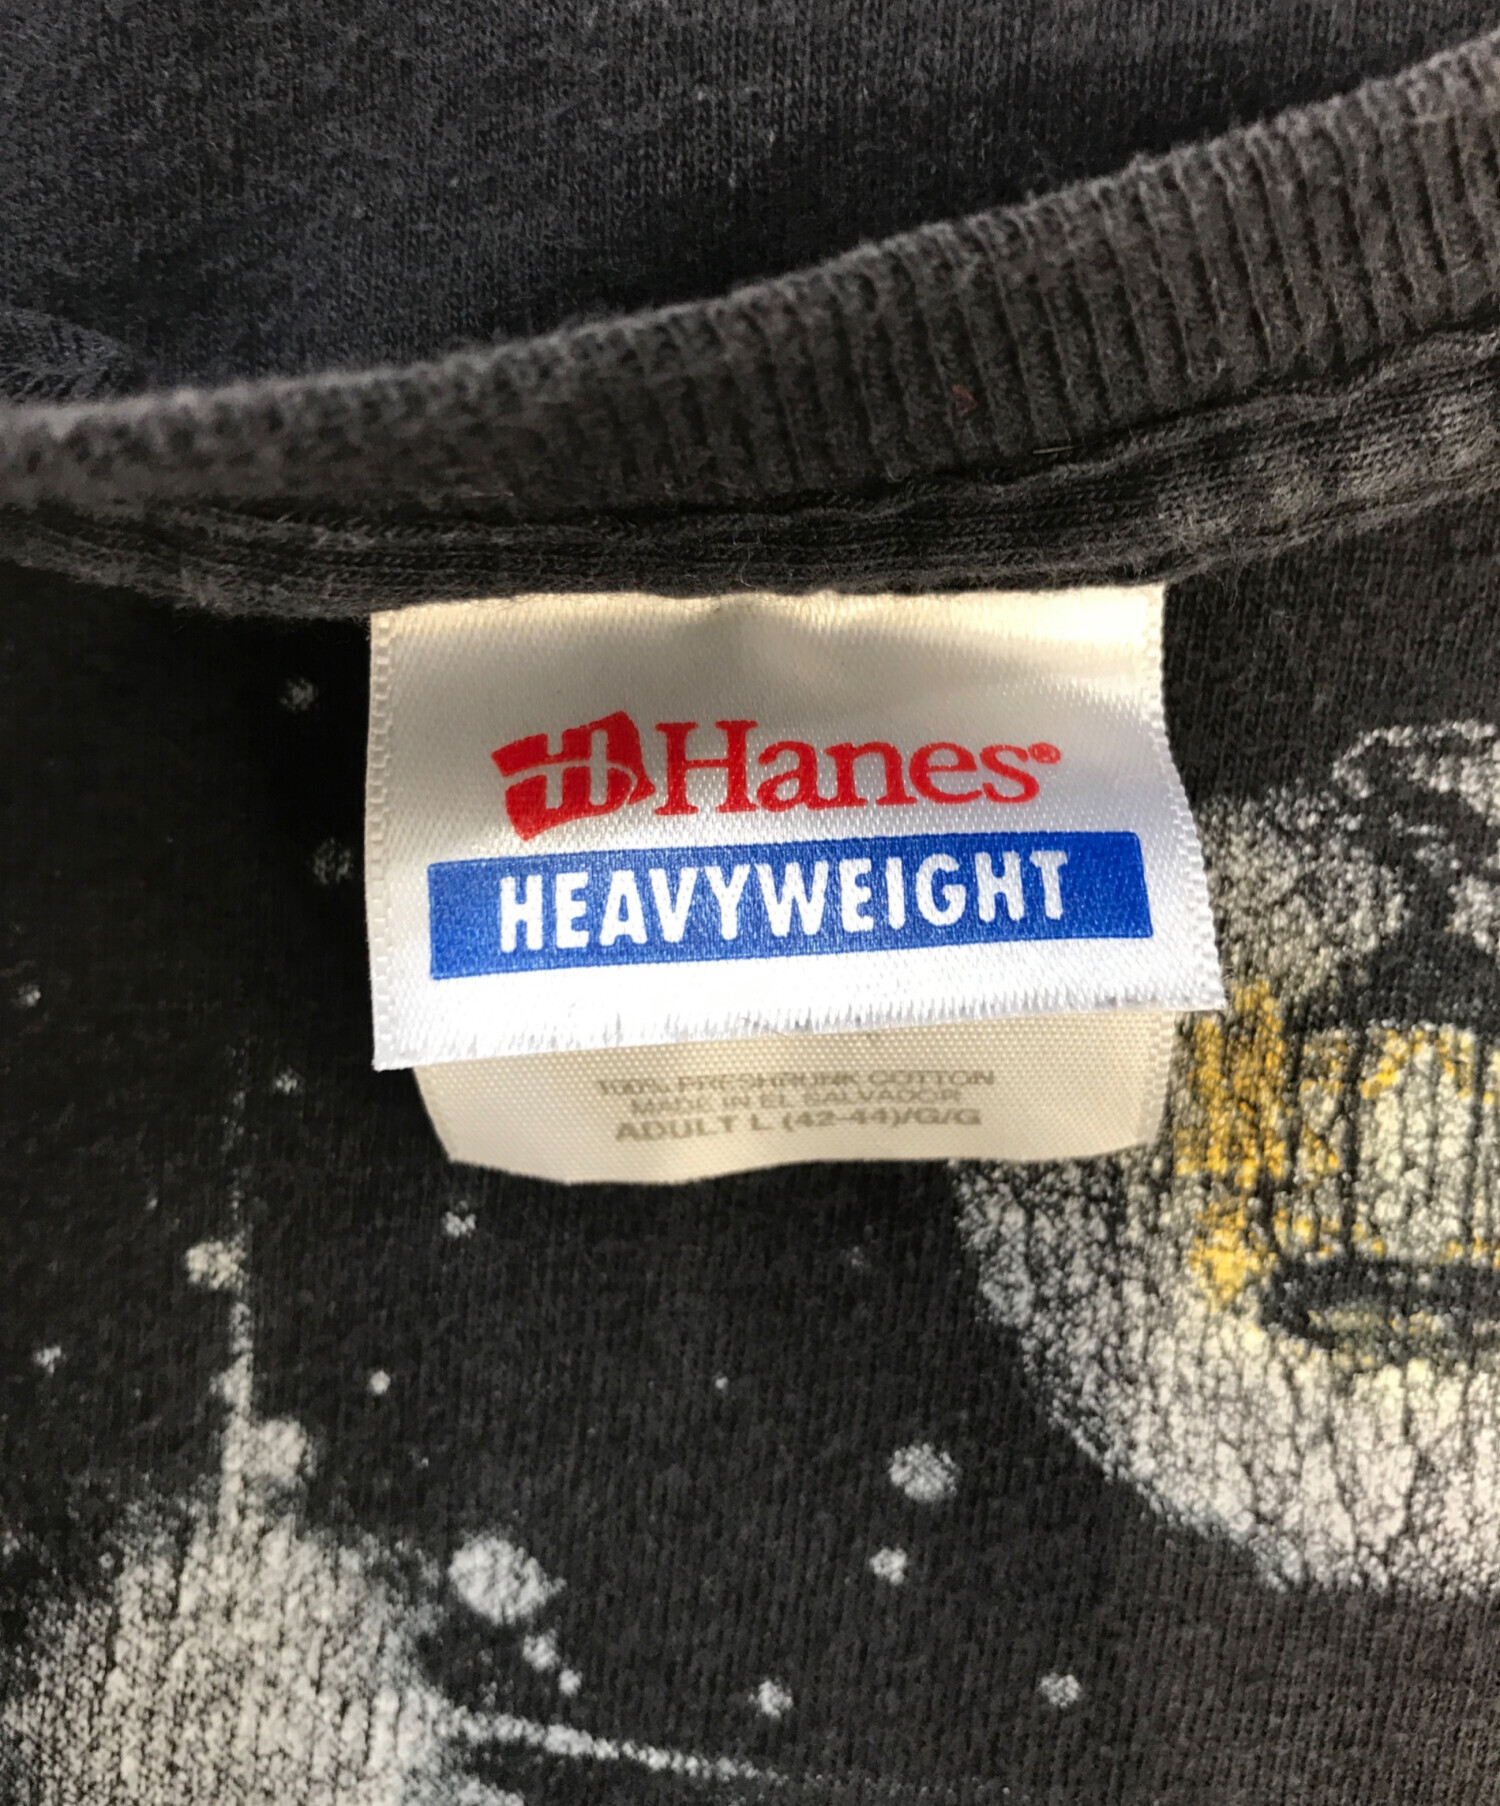 Hanes®
HEAVYWEIGHT
100% PRESHRUNK COTTON
MADE IN EL SALVADOR
ADULT L (42-44)/G/G